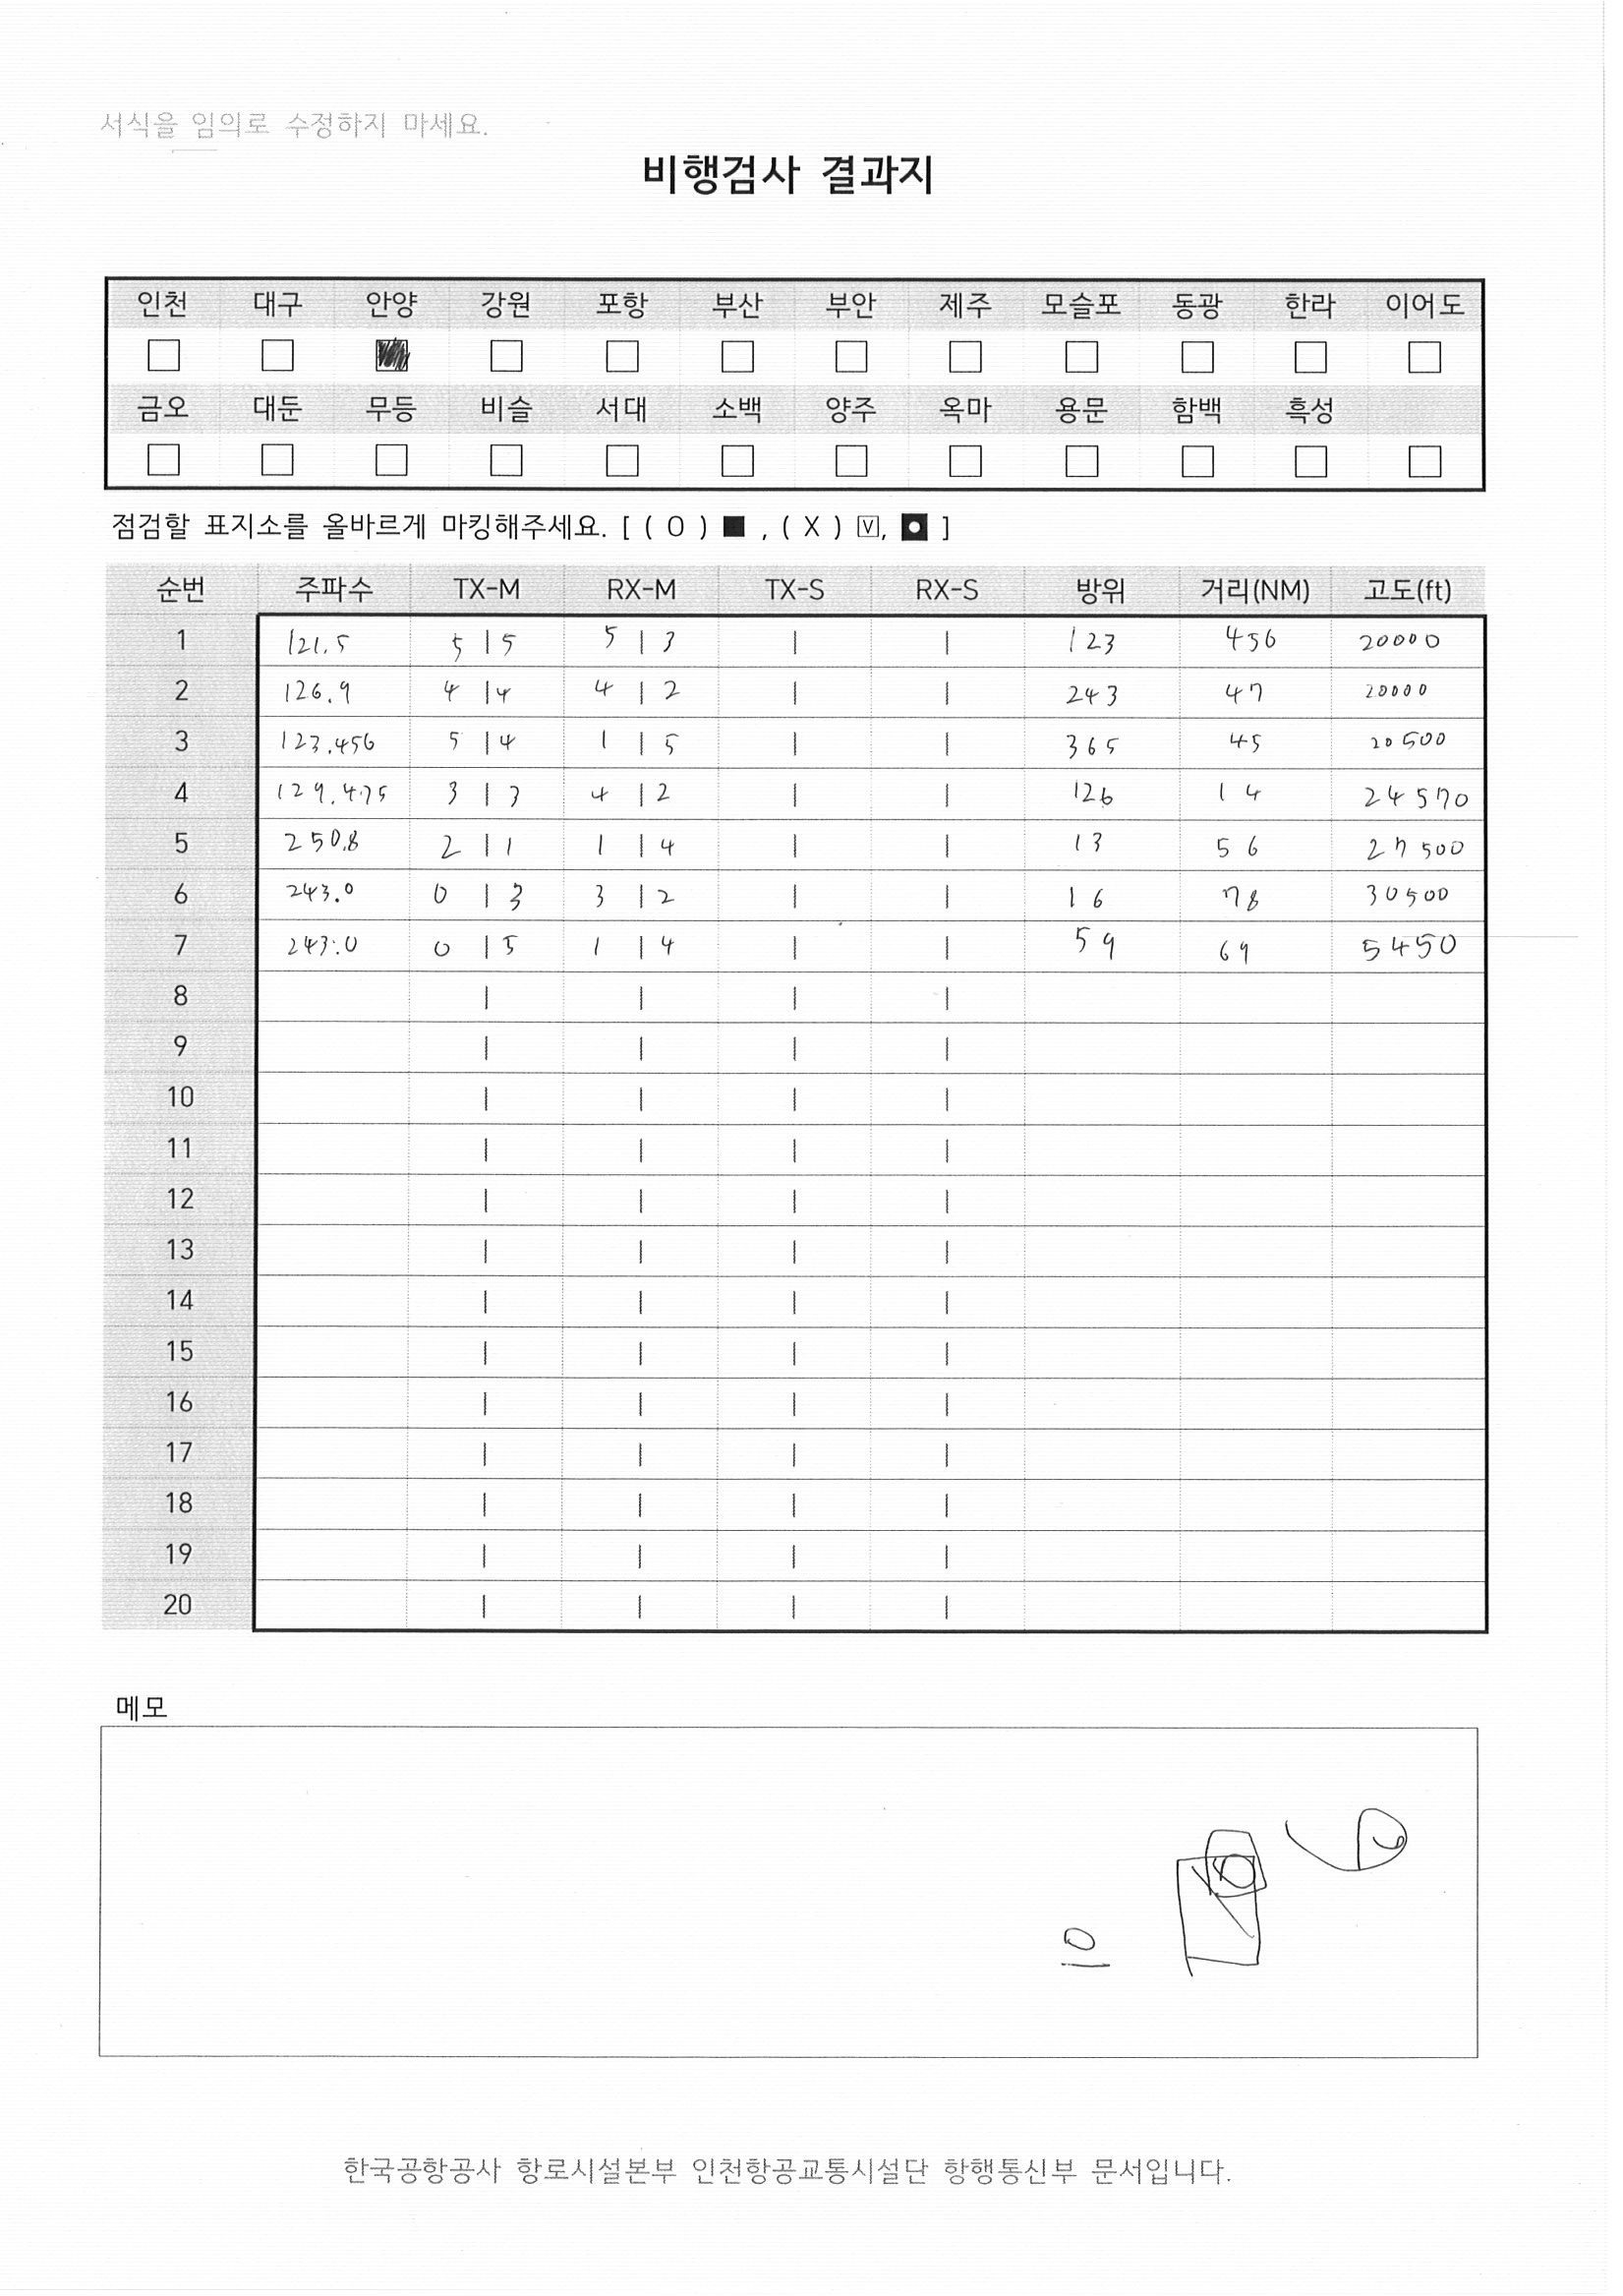 서식을 임의로 수정하지 마세요.
비행검사 결과지
인천 대구 안양 강원 포항 부산 부안 제주 모슬포 동광 한라 이어도
금오 대둔 무등 비슬 서대 소백 양주 옥마 용문 함백 흑성
점검할 표지소를 올바르게 마킹해주세요. [ ( O ) ■ , ( X ) ☑, ◘ ]
순번 주파수 TX-M RX-M TX-S RX-S 방위 거리(NM) 고도(ft)
1 121.5 5 | 5 5 | 3 | | 123 456 20000
2 126.9 4 | 4 4 | 2 | | 243 47 20000
3 123.456 5 | 4 1 | 5 | | 365 45 20500
4 129.475 3 | 3 4 | 2 | | 126 14 24570
5 250.8 2 | 1 1 | 4 | | 13 56 27500
6 243.0 0 | 3 3 | 2 | | 16 78 30500
7 243.0 0 | 5 1 | 4 | | 59 69 5450
8 | | | |
9 | | | |
10 | | | |
11 | | | |
12 | | | |
13 | | | |
14 | | | |
15 | | | |
16 | | | |
17 | | | |
18 | | | |
19 | | | |
20 | | | |
메모
한국공항공사 항로시설본부 인천항공교통시설단 항행통신부 문서입니다.